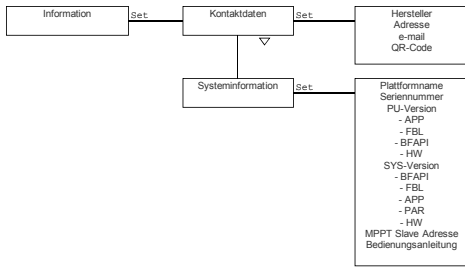 Information
Set
Kontaktdaten
Set
Hersteller
Adresse
e-mail
QR-Code
Systeminformation
Set
Plattformname
Seriennummer
PU-Version
- APP
- FBL
- BFAPI
- HW
SYS-Version
- BFAPI
- FBL
- APP
- PAR
- HW
MPPT Slave Adresse
Bedienungsanleitung